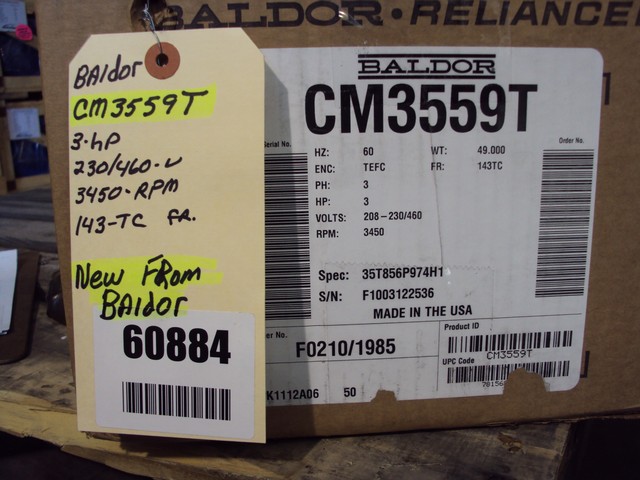 BALDOR • RELIANCE
BAldor
CM3559T
3-hP
230/460-V
3450-RPM
143-TC FR.
New FRom
BAldor
60884
BALDOR
CM3559T
Serial No.
Order No.
HZ: 60 WT: 49.000
ENC: TEFC FR: 143TC
PH: 3
HP: 3
VOLTS: 208-230/460
RPM: 3450
Spec: 35T856P974H1
S/N: F1003122536
MADE IN THE USA
er No.
F0210/1985
Product ID
CM3559T
UPC Code
K1112A06 50